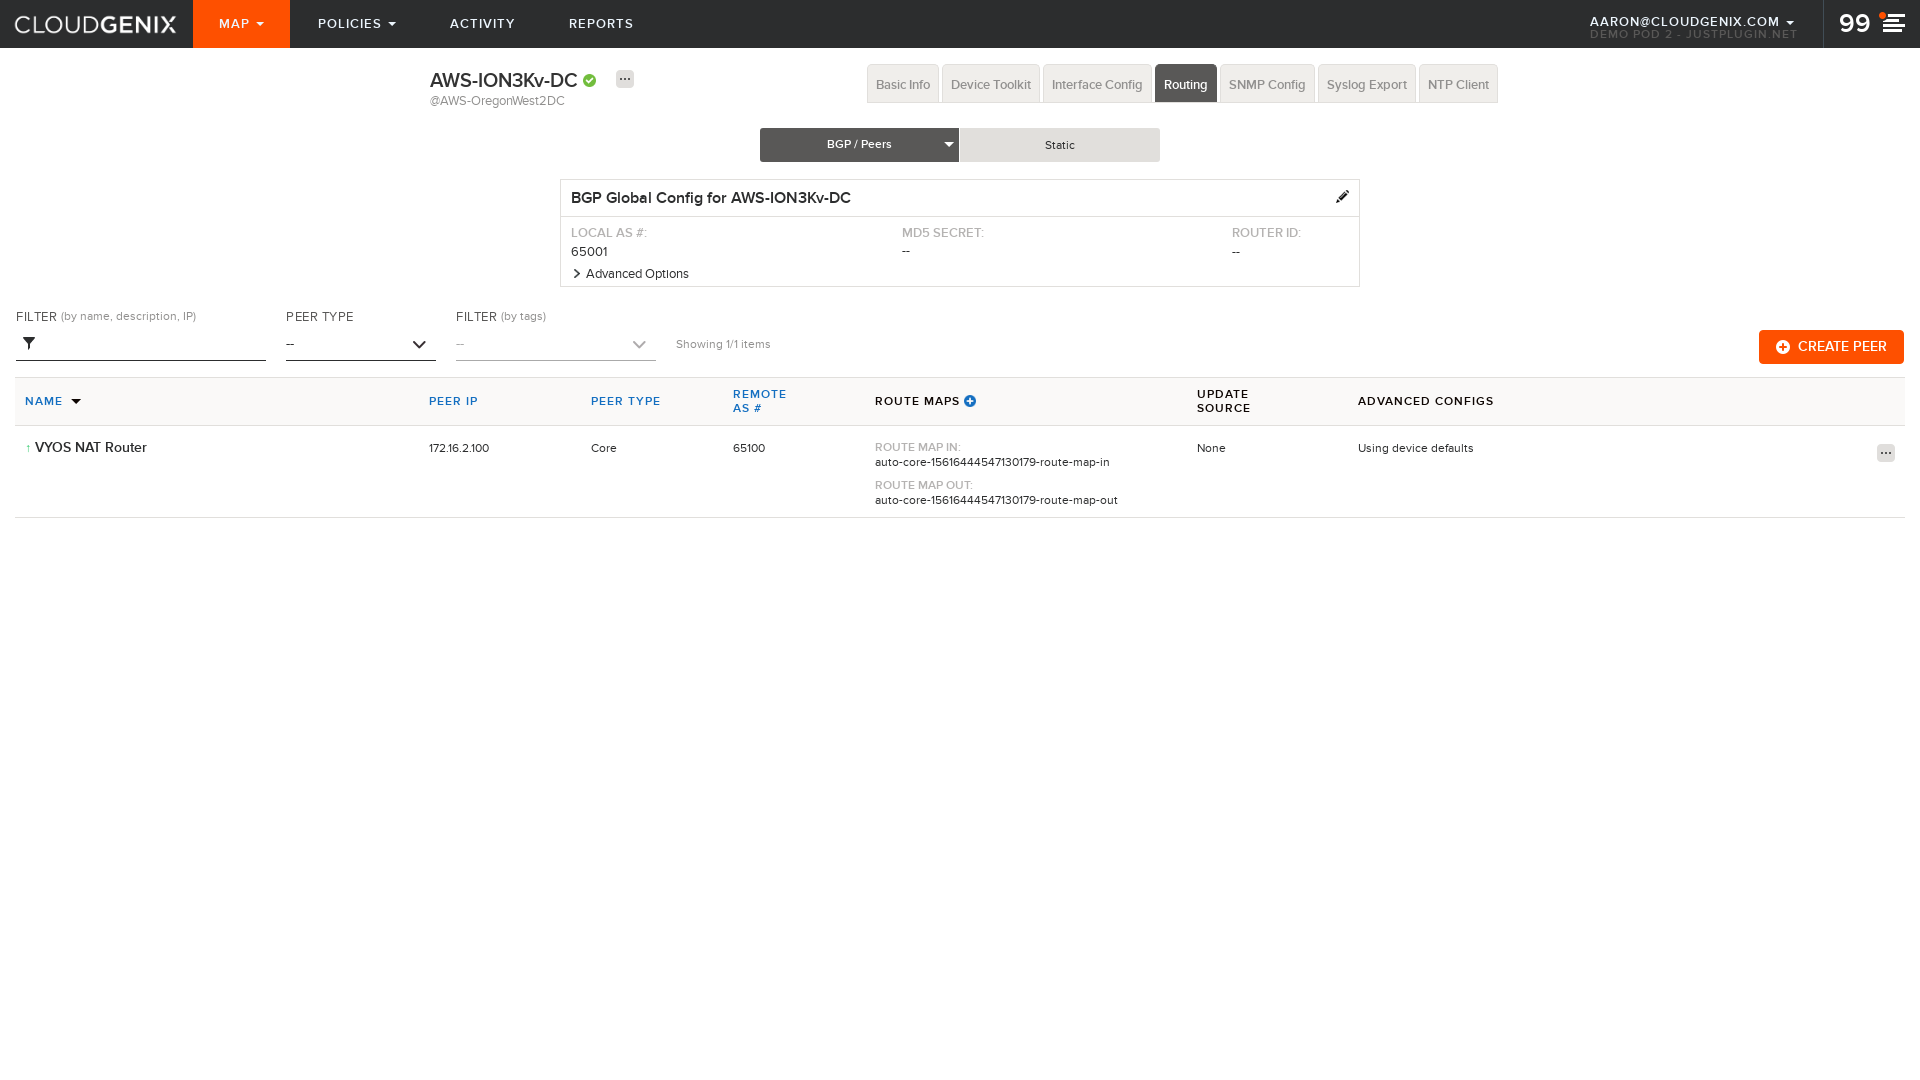 CLOUDGENIX
MAP
POLICIES
ACTIVITY
REPORTS
AARON@CLOUDGENIX.COM
DEMO POD 2 - JUSTPLUGIN.NET
99
AWS-ION3Kv-DC
@AWS-OregonWest2DC
Basic Info
Device Toolkit
Interface Config
Routing
SNMP Config
Syslog Export
NTP Client
BGP / Peers
Static
BGP Global Config for AWS-ION3Kv-DC
LOCAL AS #:
MD5 SECRET:
ROUTER ID:
65001
--
--
Advanced Options
FILTER (by name, description, IP)
PEER TYPE
FILTER (by tags)
--
--
Showing 1/1 items
CREATE PEER
NAME
PEER IP
PEER TYPE
REMOTE
AS #
ROUTE MAPS
UPDATE
SOURCE
ADVANCED CONFIGS
↑ VYOS NAT Router
172.16.2.100
Core
65100
ROUTE MAP IN:
auto-core-15616444547130179-route-map-in
ROUTE MAP OUT:
auto-core-15616444547130179-route-map-out
None
Using device defaults